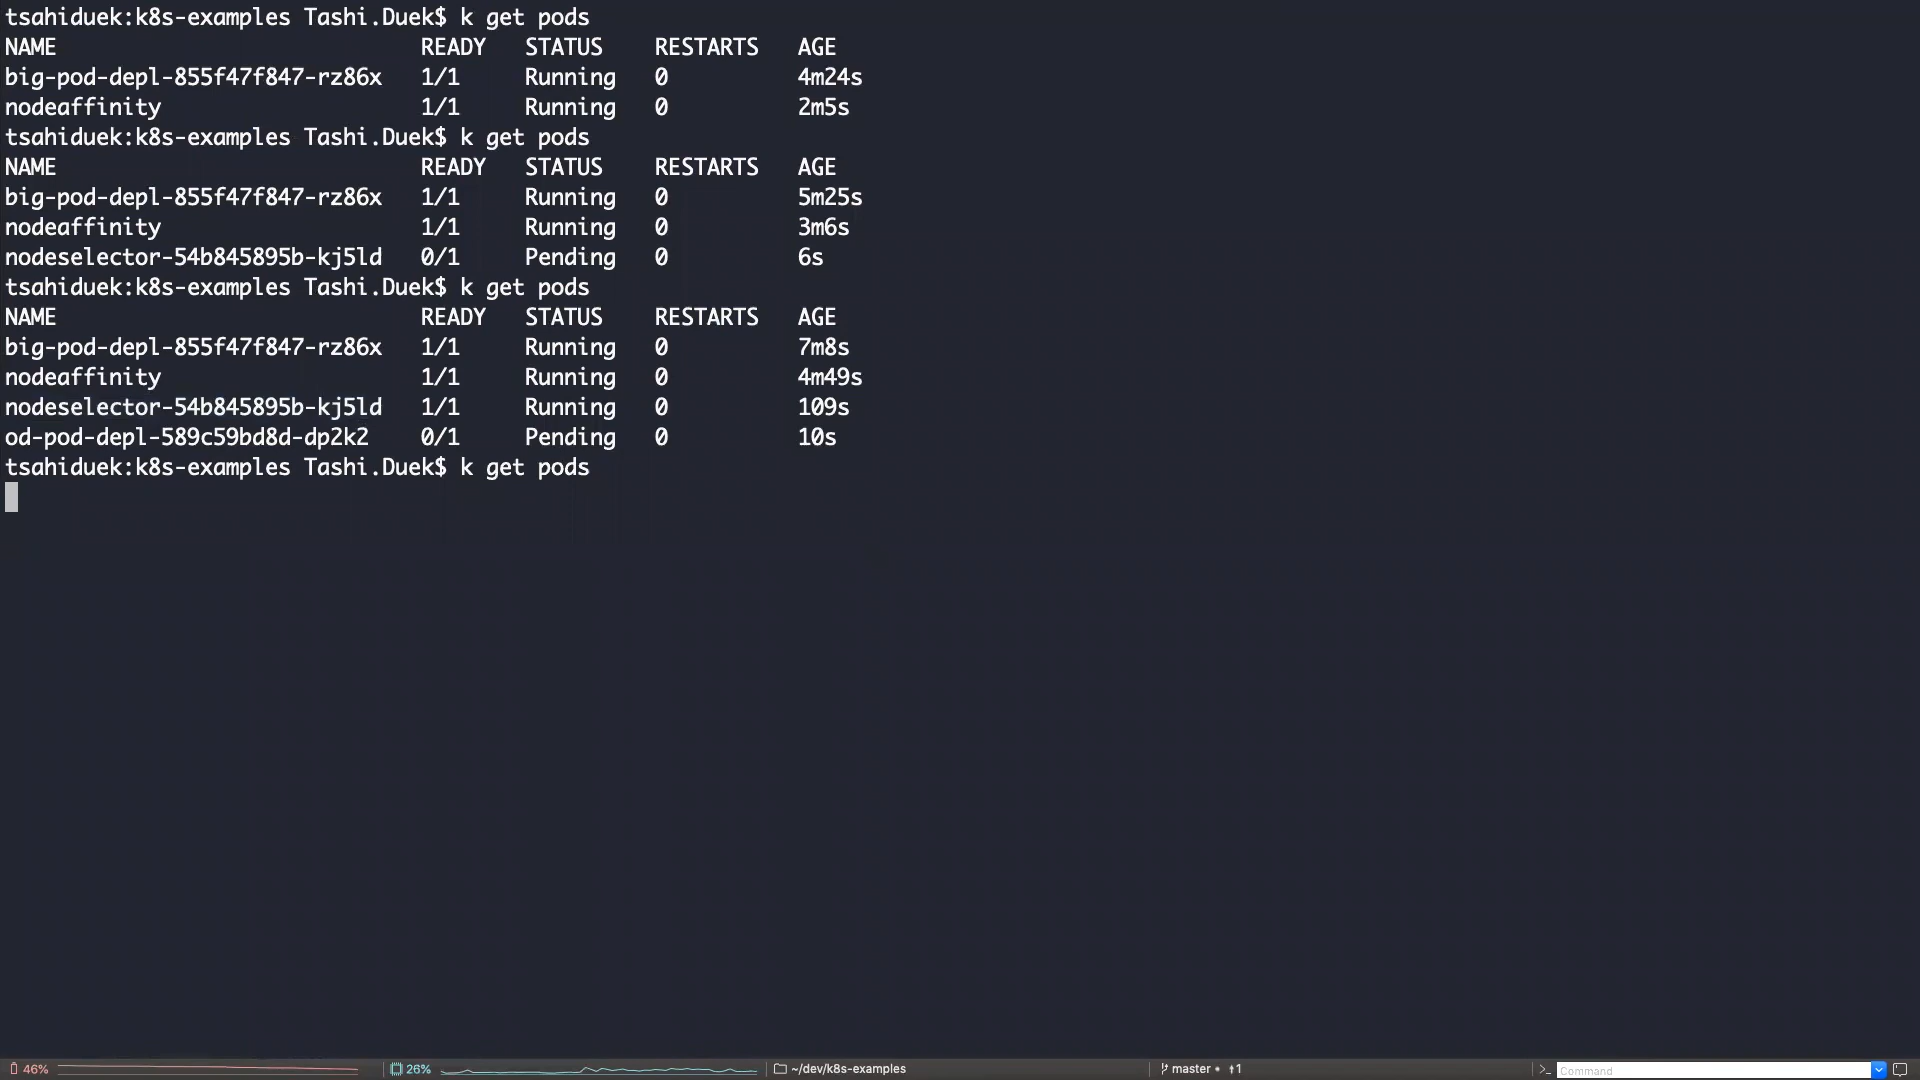 tsahiduek:k8s-examples Tashi.Duek$ k get pods
NAME READY STATUS RESTARTS AGE
big-pod-depl-855f47f847-rz86x 1/1 Running 0 4m24s
nodeaffinity 1/1 Running 0 2m5s
tsahiduek:k8s-examples Tashi.Duek$ k get pods
NAME READY STATUS RESTARTS AGE
big-pod-depl-855f47f847-rz86x 1/1 Running 0 5m25s
nodeaffinity 1/1 Running 0 3m6s
nodeselector-54b845895b-kj5ld 0/1 Pending 0 6s
tsahiduek:k8s-examples Tashi.Duek$ k get pods
NAME READY STATUS RESTARTS AGE
big-pod-depl-855f47f847-rz86x 1/1 Running 0 7m8s
nodeaffinity 1/1 Running 0 4m49s
nodeselector-54b845895b-kj5ld 1/1 Running 0 109s
od-pod-depl-589c59bd8d-dp2k2 0/1 Pending 0 10s
tsahiduek:k8s-examples Tashi.Duek$ k get pods
46% 26% ~/dev/k8s-examples master • ↑1 >_ Command